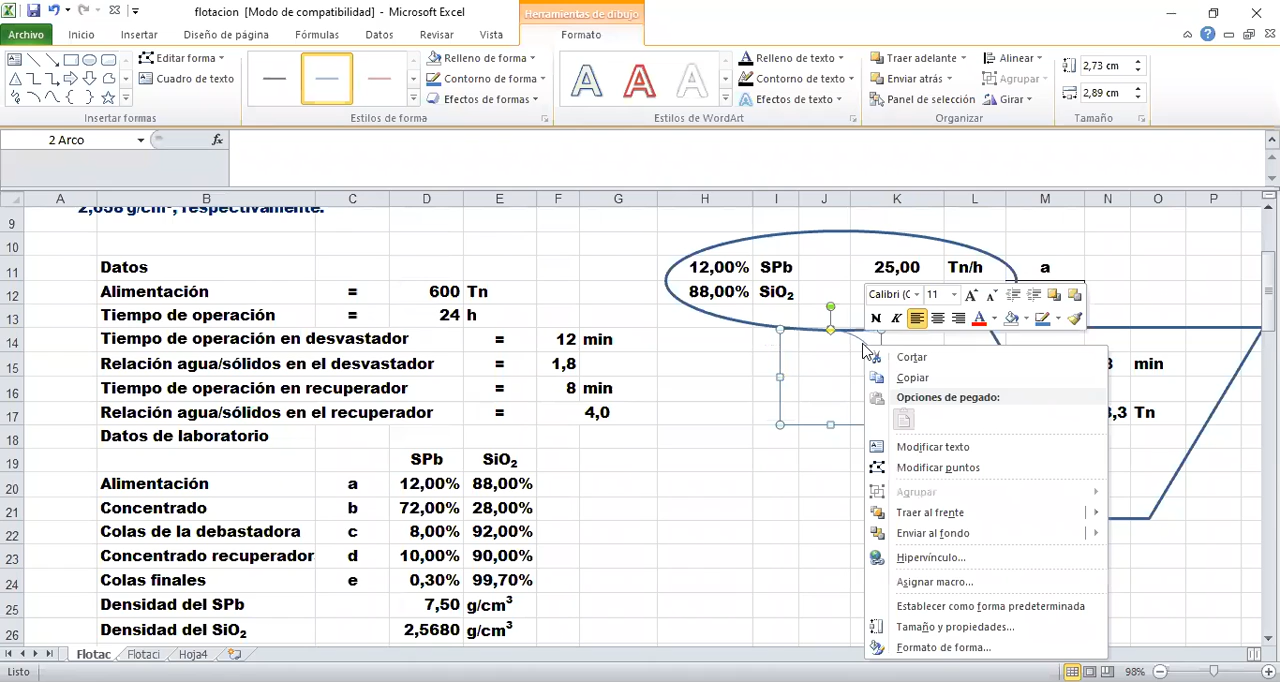 flotacion [Modo de compatibilidad] - Microsoft Excel
Herramientas de dibujo
Archivo Inicio Insertar Diseño de página Fórmulas Datos Revisar Vista Formato
Editar forma
Cuadro de texto
Insertar formas
Relleno de forma
Contorno de forma
Efectos de formas
Estilos de forma
A A A
Relleno de texto
Contorno de texto
Efectos de texto
Estilos de WordArt
Traer adelante
Enviar atrás
Panel de selección
Alinear
Agrupar
Girar
Organizar
2,73 cm
2,89 cm
Tamaño
2 Arco fx
A B C D E F G H I J K L M N O P
9
10
11 Datos 12,00% SPb 25,00 Tn/h a
12 Alimentación = 600 Tn 88,00% SiO₂
13 Tiempo de operación = 24 h
14 Tiempo de operación en desvastador = 12 min
15 Relación agua/sólidos en el desvastador = 1,8 min
16 Tiempo de operación en recuperador = 8 min
17 Relación agua/sólidos en el recuperador = 4,0 Tn
18 Datos de laboratorio
19 SPb SiO₂
20 Alimentación a 12,00% 88,00%
21 Concentrado b 72,00% 28,00%
22 Colas de la debastadora c 8,00% 92,00%
23 Concentrado recuperador d 10,00% 90,00%
24 Colas finales e 0,30% 99,70%
25 Densidad del SPb 7,50 g/cm³
26 Densidad del SiO₂ 2,5680 g/cm³
Calibri (C 11 A A
N K A
Cortar
Copiar
Opciones de pegado:
Modificar texto
Modificar puntos
Agrupar
Traer al frente
Enviar al fondo
Hipervínculo...
Asignar macro...
Establecer como forma predeterminada
Tamaño y propiedades...
Formato de forma...
Flotac Flotaci Hoja4
Listo 98%